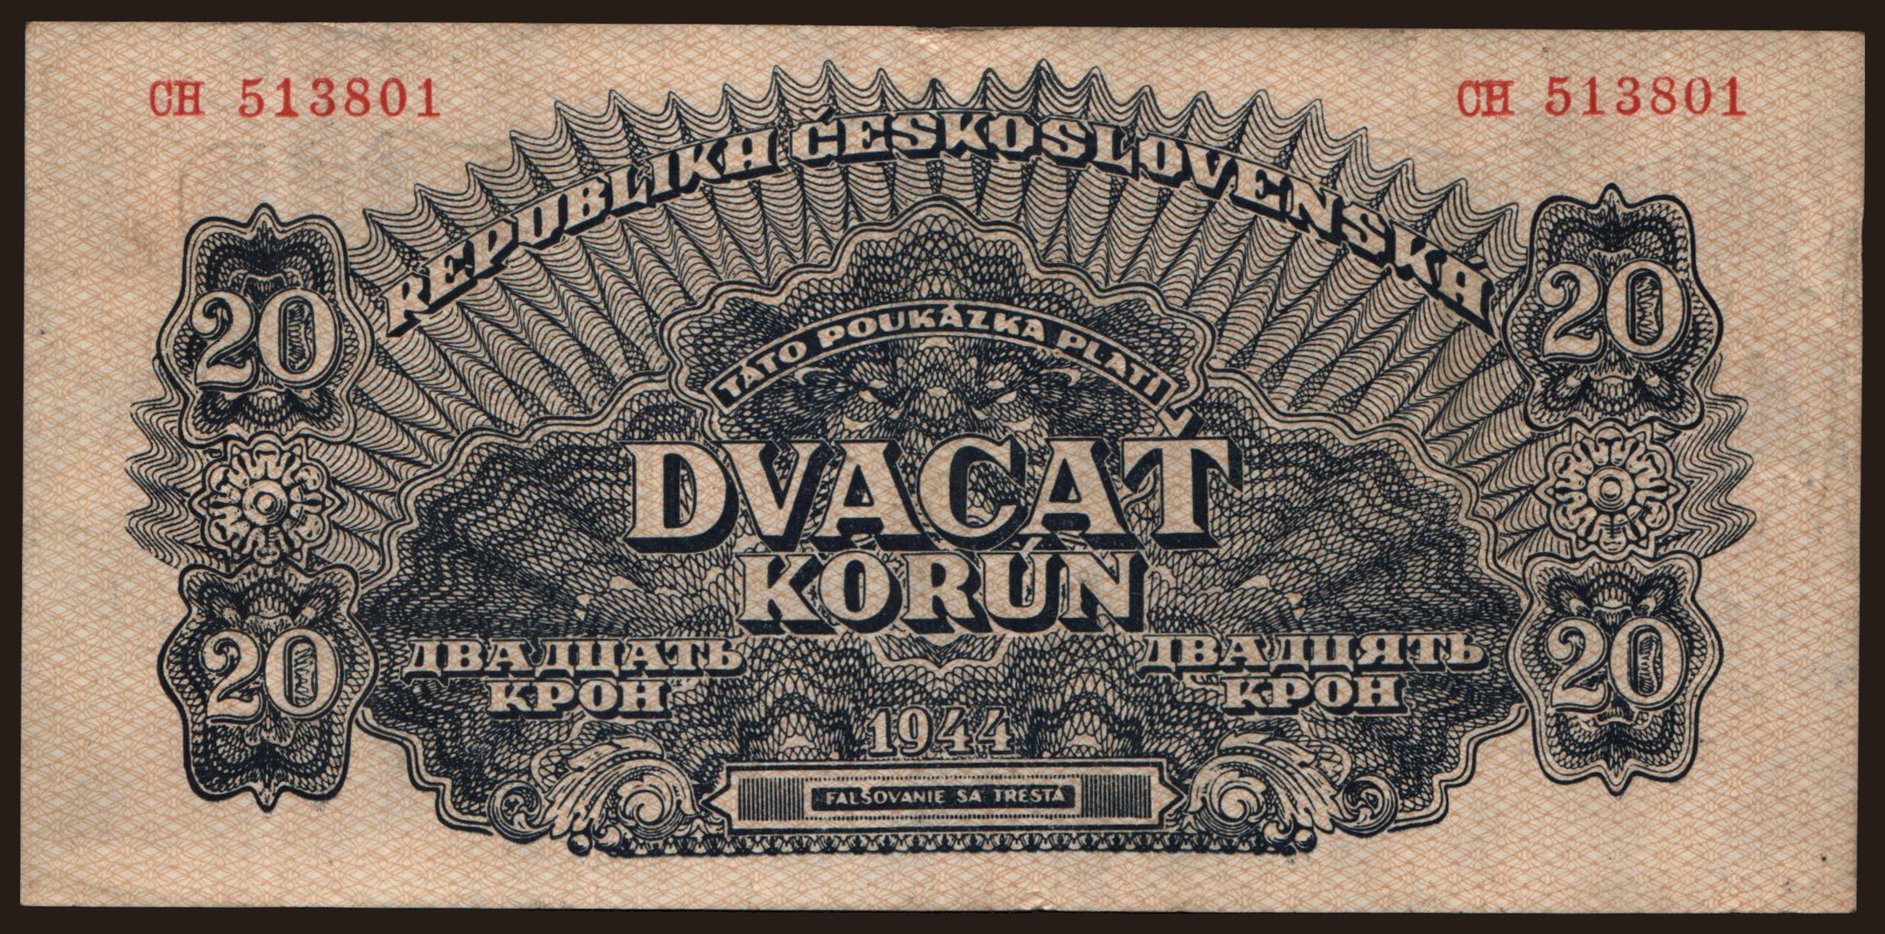 CH 513801
CH 513801
REPUBLIKA ČESKOSLOVENSKÁ
20
20
TÁTO POUKÁZKA PLATÍ
DVACAŤ
KORÚN
ДВАДЦАТЬ
КРОН
ДВАДЦЯТЬ
КРОН
20
20
1944
FALŠOVANIE SA TRESTÁ